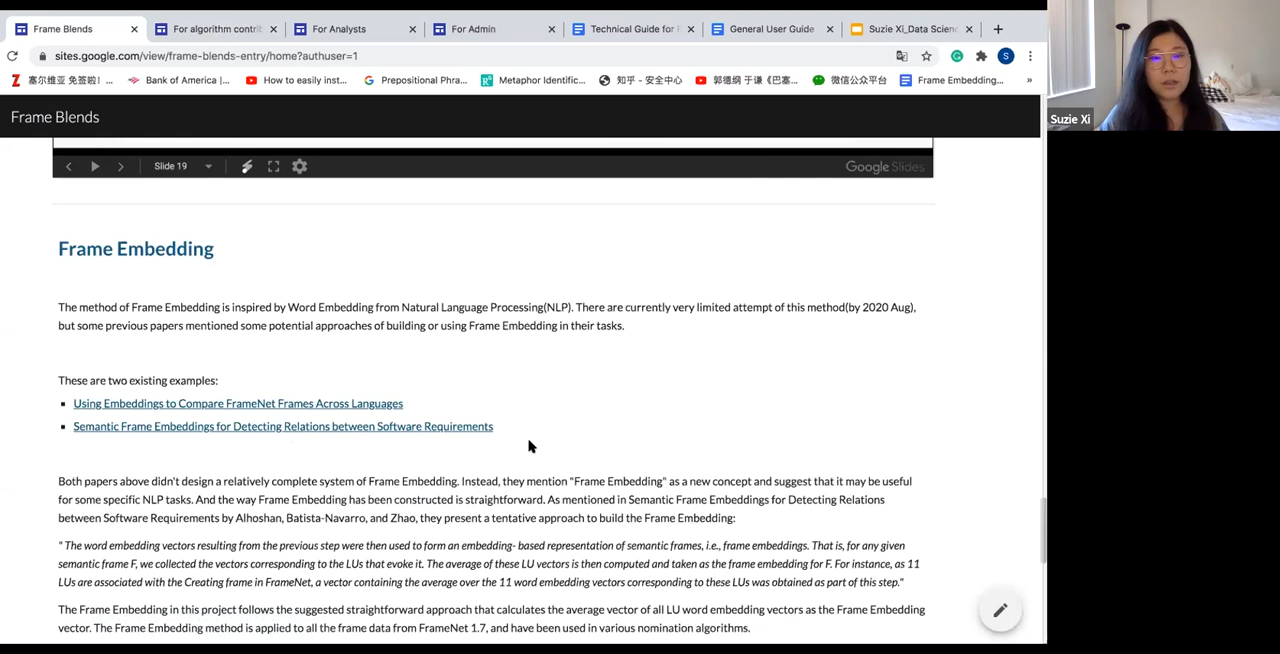 Frame Blends
For algorithm contri
For Analysts
For Admin
Technical Guide for F
General User Guide
Suzie Xi_Data Scienc
sites.google.com/view/frame-blends-entry/home?authuser=1
S
塞尔维亚 免签啦! ...
Bank of America |...
How to easily inst...
Prepositional Phra...
Metaphor Identific...
知乎 - 安全中心
郭德纲 于谦《巴塞...
微信公众平台
Frame Embedding...
»
Suzie Xi
Frame Blends
Slide 19
Google Slides
Frame Embedding
The method of Frame Embedding is inspired by Word Embedding from Natural Language Processing(NLP). There are currently very limited attempt of this method(by 2020 Aug),
but some previous papers mentioned some potential approaches of building or using Frame Embedding in their tasks.
These are two existing examples:
▪ Using Embeddings to Compare FrameNet Frames Across Languages
▪ Semantic Frame Embeddings for Detecting Relations between Software Requirements
Both papers above didn't design a relatively complete system of Frame Embedding. Instead, they mention "Frame Embedding" as a new concept and suggest that it may be useful
for some specific NLP tasks. And the way Frame Embedding has been constructed is straightforward. As mentioned in Semantic Frame Embeddings for Detecting Relations
between Software Requirements by Alhoshan, Batista-Navarro, and Zhao, they present a tentative approach to build the Frame Embedding:
" The word embedding vectors resulting from the previous step were then used to form an embedding- based representation of semantic frames, i.e., frame embeddings. That is, for any given
semantic frame F, we collected the vectors corresponding to the LUs that evoke it. The average of these LU vectors is then computed and taken as the frame embedding for F. For instance, as 11
LUs are associated with the Creating frame in FrameNet, a vector containing the average over the 11 word embedding vectors corresponding to these LUs was obtained as part of this step."
The Frame Embedding in this project follows the suggested straightforward approach that calculates the average vector of all LU word embedding vectors as the Frame Embedding
vector. The Frame Embedding method is applied to all the frame data from FrameNet 1.7, and have been used in various nomination algorithms.